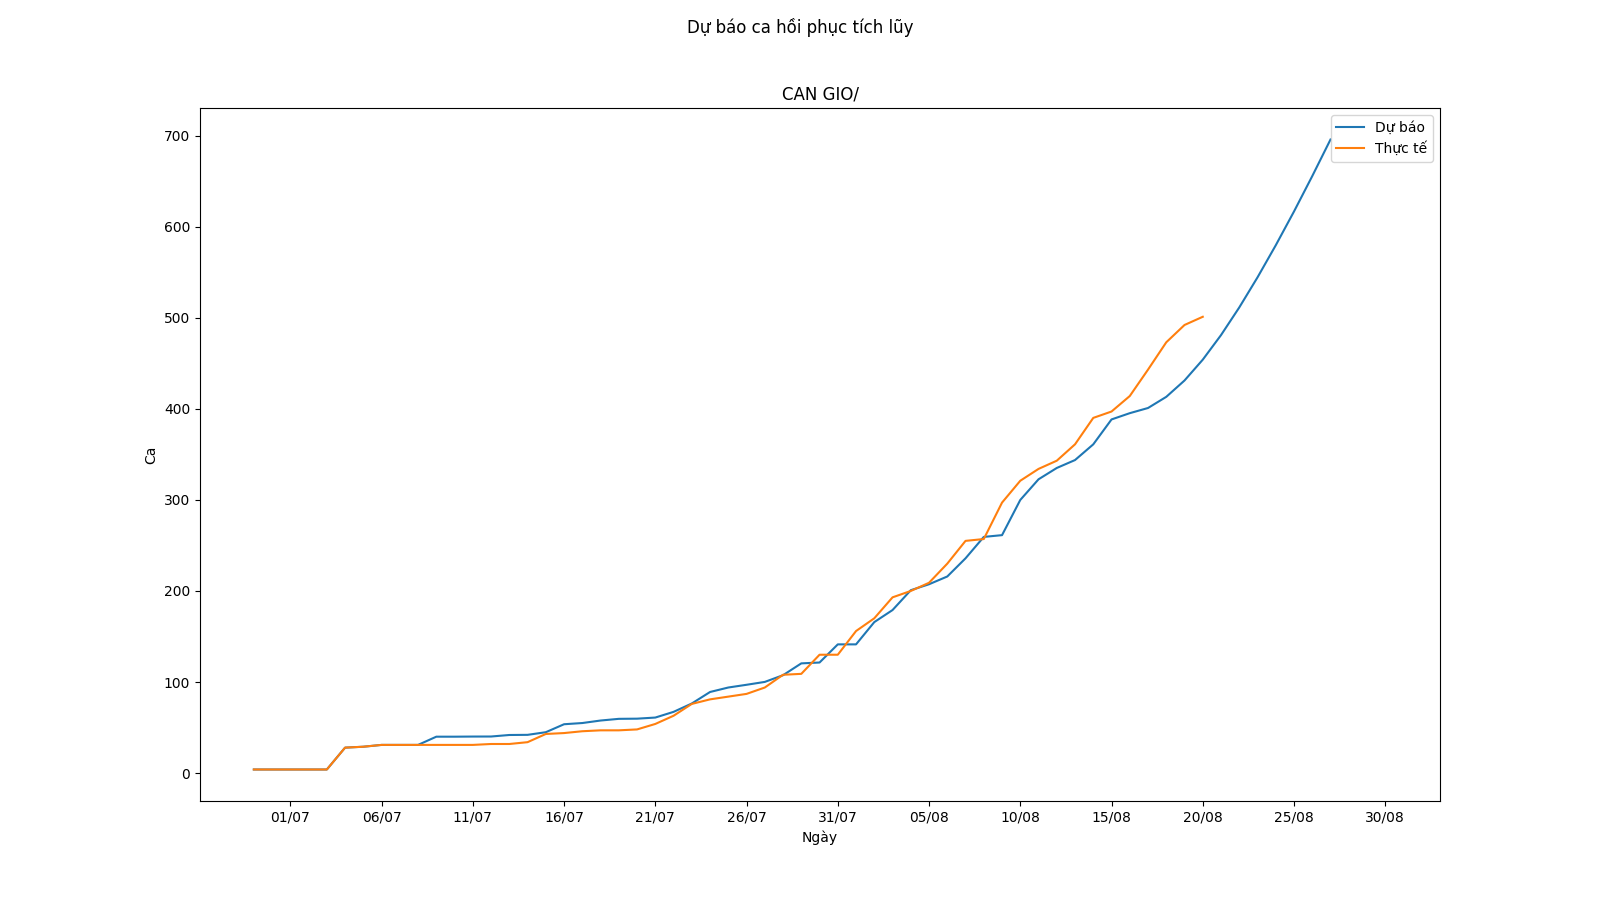 Dự báo ca hồi phục tích lũy
CAN GIO/
Dự báo
Thực tế
700
600
500
400
300
200
100
0
Ca
01/07 06/07 11/07 16/07 21/07 26/07 31/07 05/08 10/08 15/08 20/08 25/08 30/08
Ngày